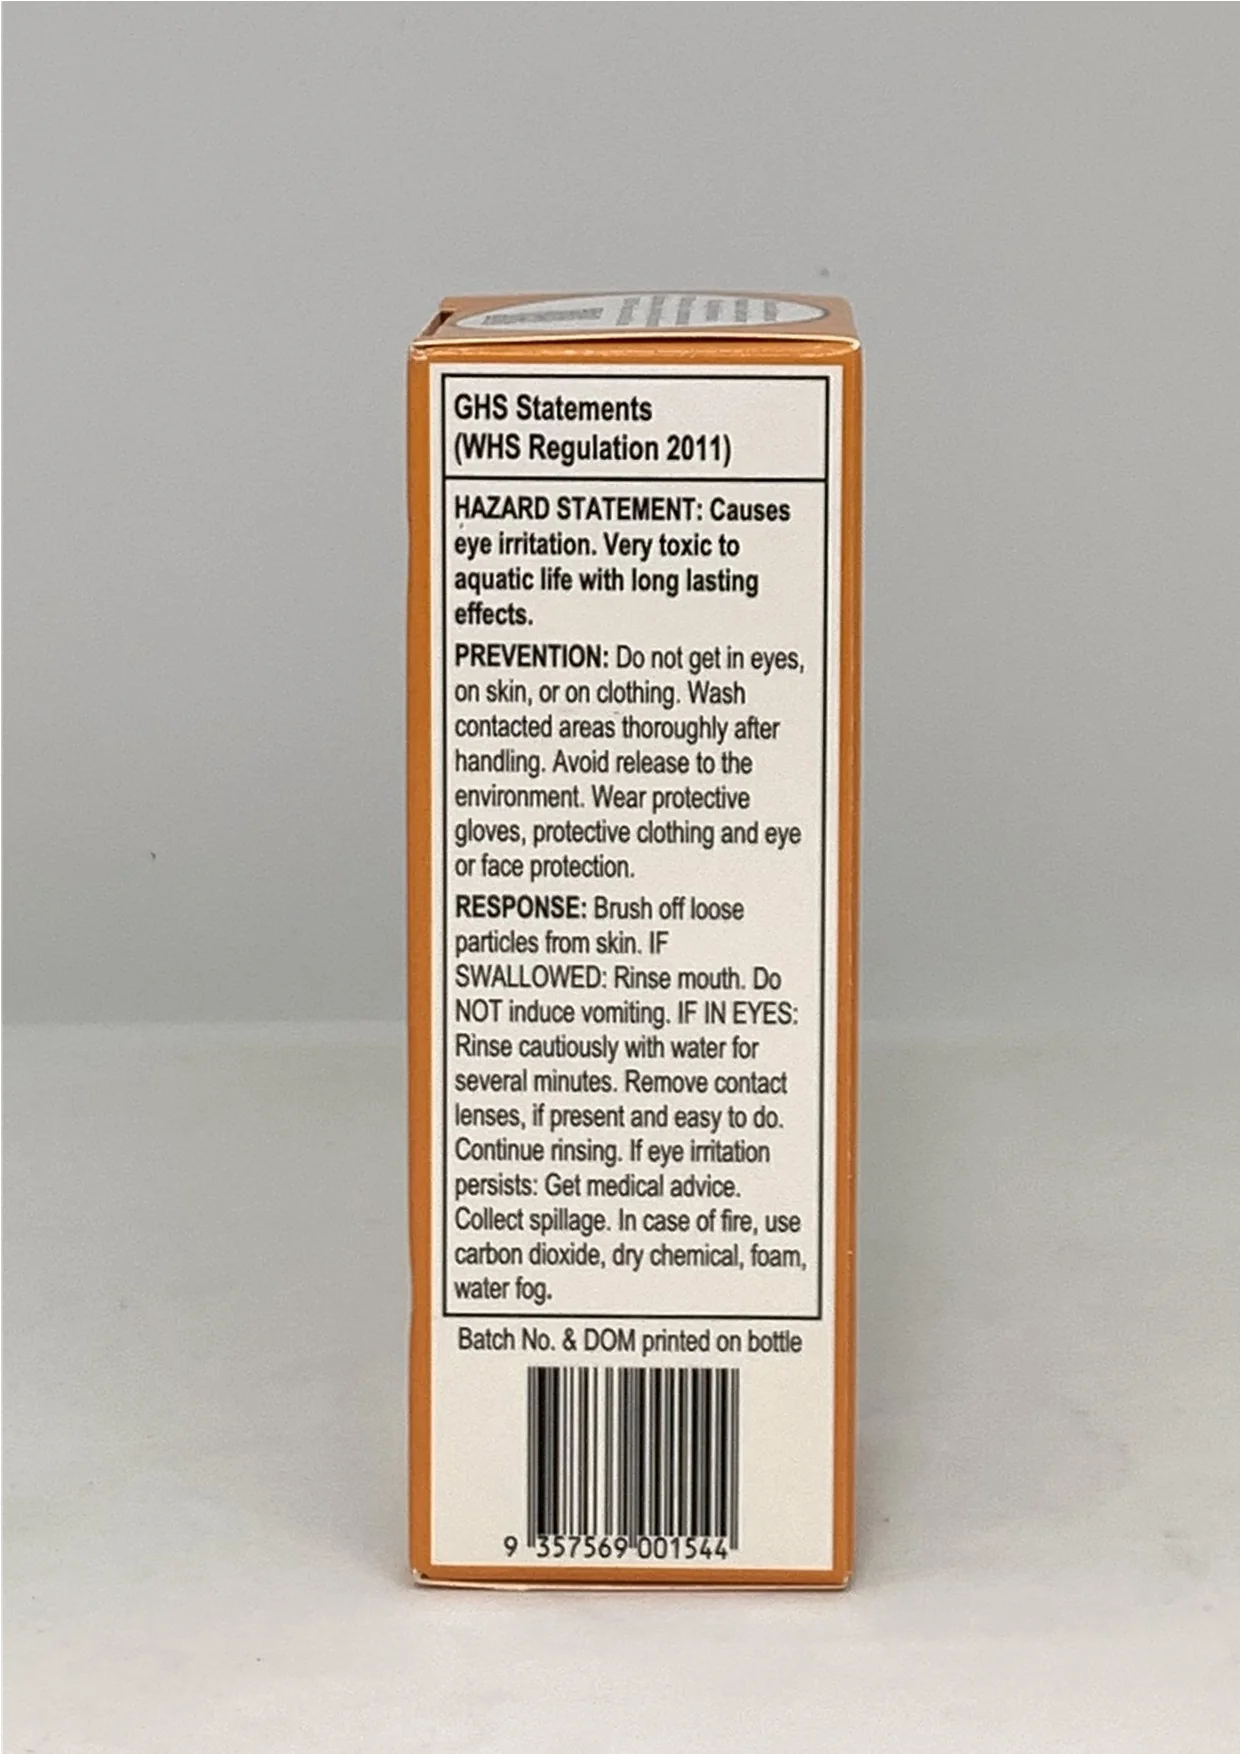 GHS Statements
(WHS Regulation 2011)
HAZARD STATEMENT: Causes
eye irritation. Very toxic to
aquatic life with long lasting
effects.
PREVENTION: Do not get in eyes,
on skin, or on clothing. Wash
contacted areas thoroughly after
handling. Avoid release to the
environment. Wear protective
gloves, protective clothing and eye
or face protection.
RESPONSE: Brush off loose
particles from skin. IF
SWALLOWED: Rinse mouth. Do
NOT induce vomiting. IF IN EYES:
Rinse cautiously with water for
several minutes. Remove contact
lenses, if present and easy to do.
Continue rinsing. If eye irritation
persists: Get medical advice.
Collect spillage. In case of fire, use
carbon dioxide, dry chemical, foam,
water fog.
Batch No. & DOM printed on bottle
9 357569 001544